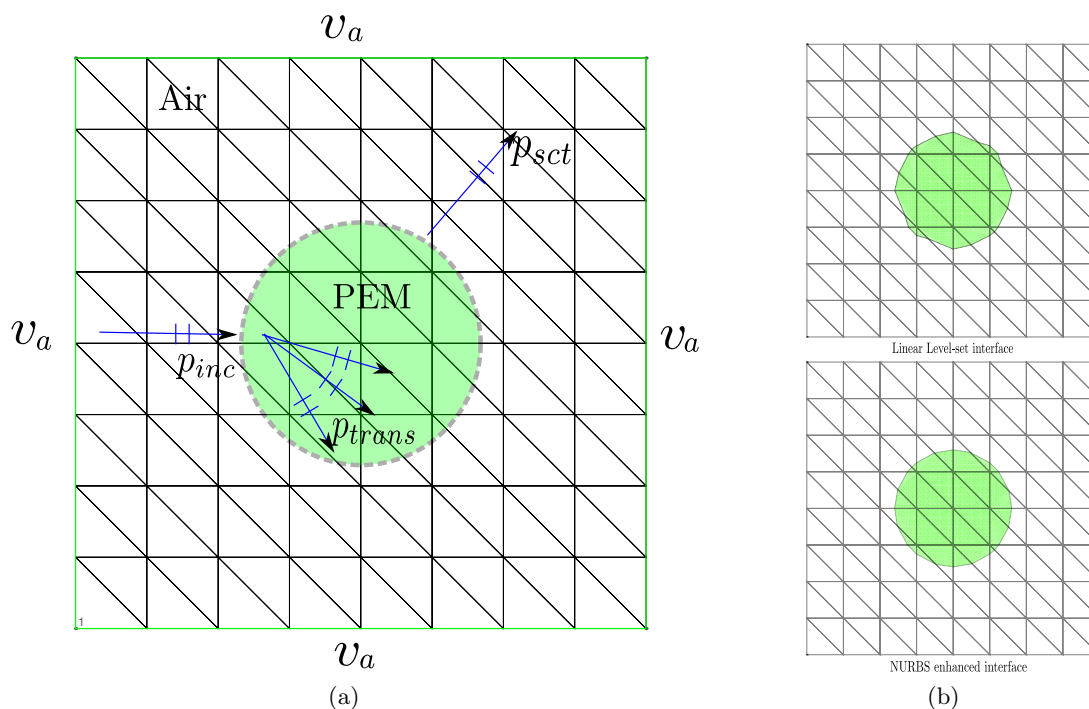 v_a
Air
p_sct
PEM
v_a
v_a
p_inc
p_trans
1
v_a
(a)
Linear Level-set interface
NURBS enhanced interface
(b)